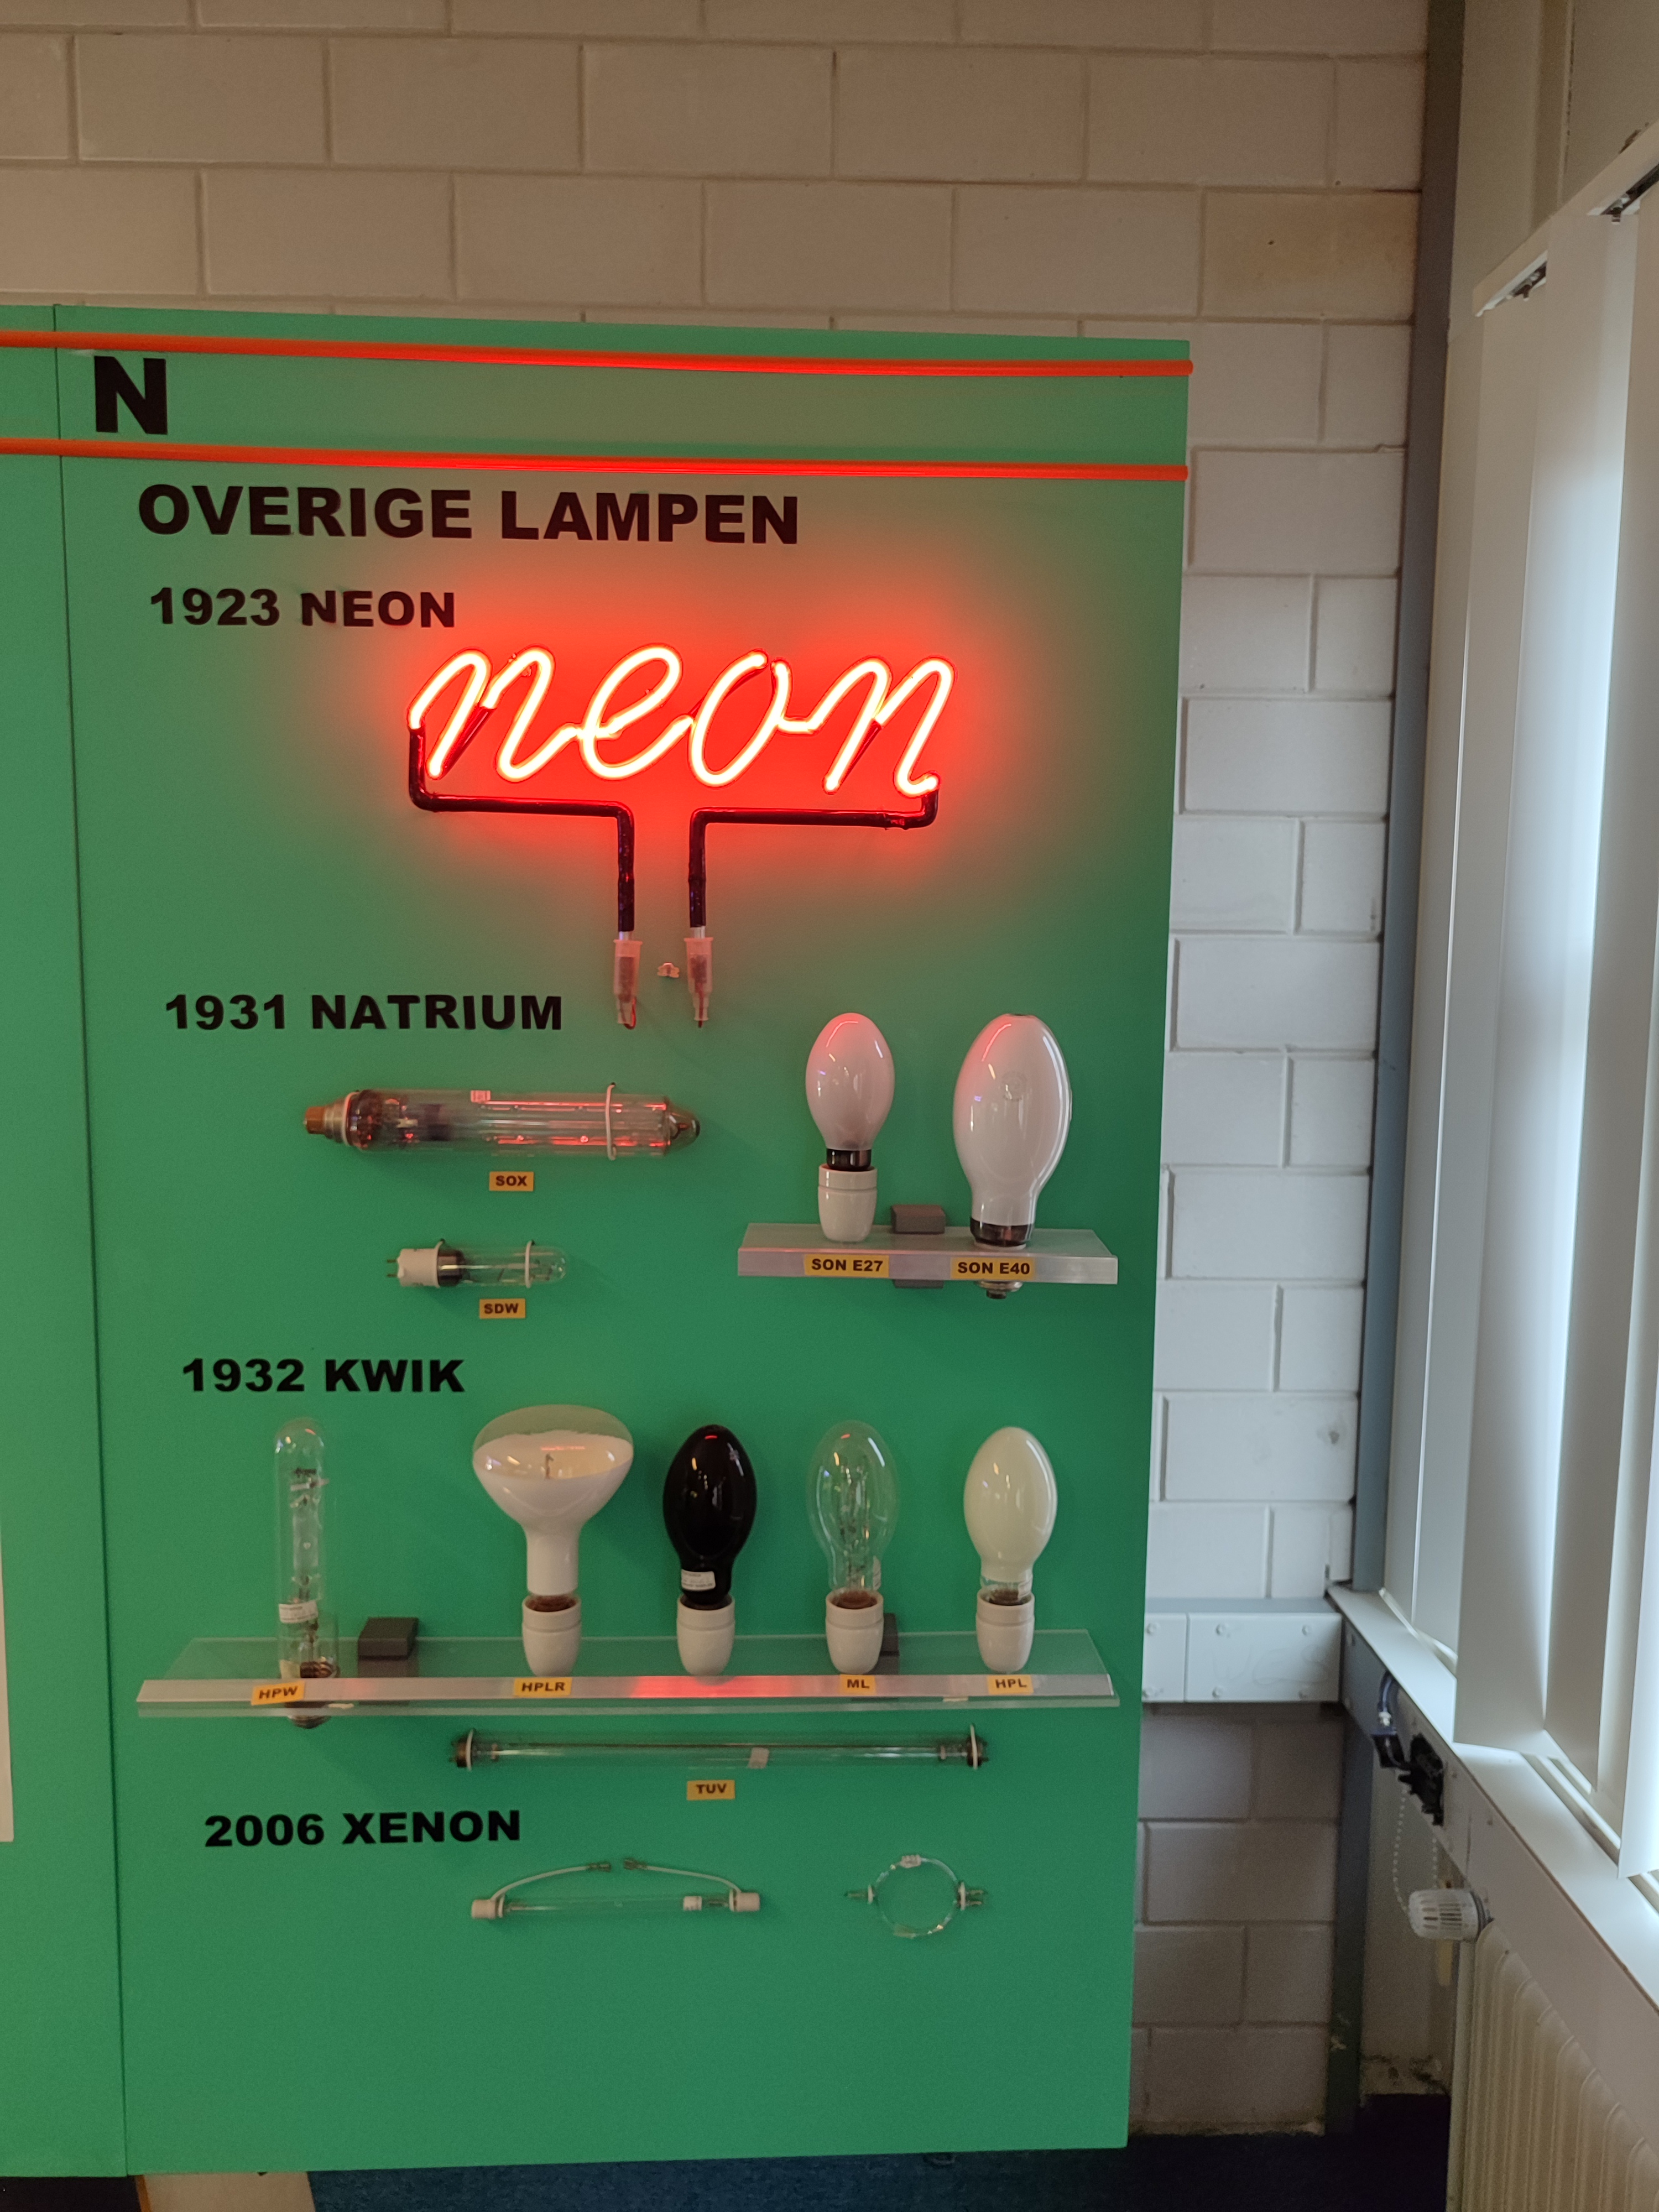 N
OVERIGE LAMPEN
1923 NEON
neon
1931 NATRIUM
SOX
SON E27
SON E40
SDW
1932 KWIK
HPW
HPLR
ML
HPL
TUV
2006 XENON